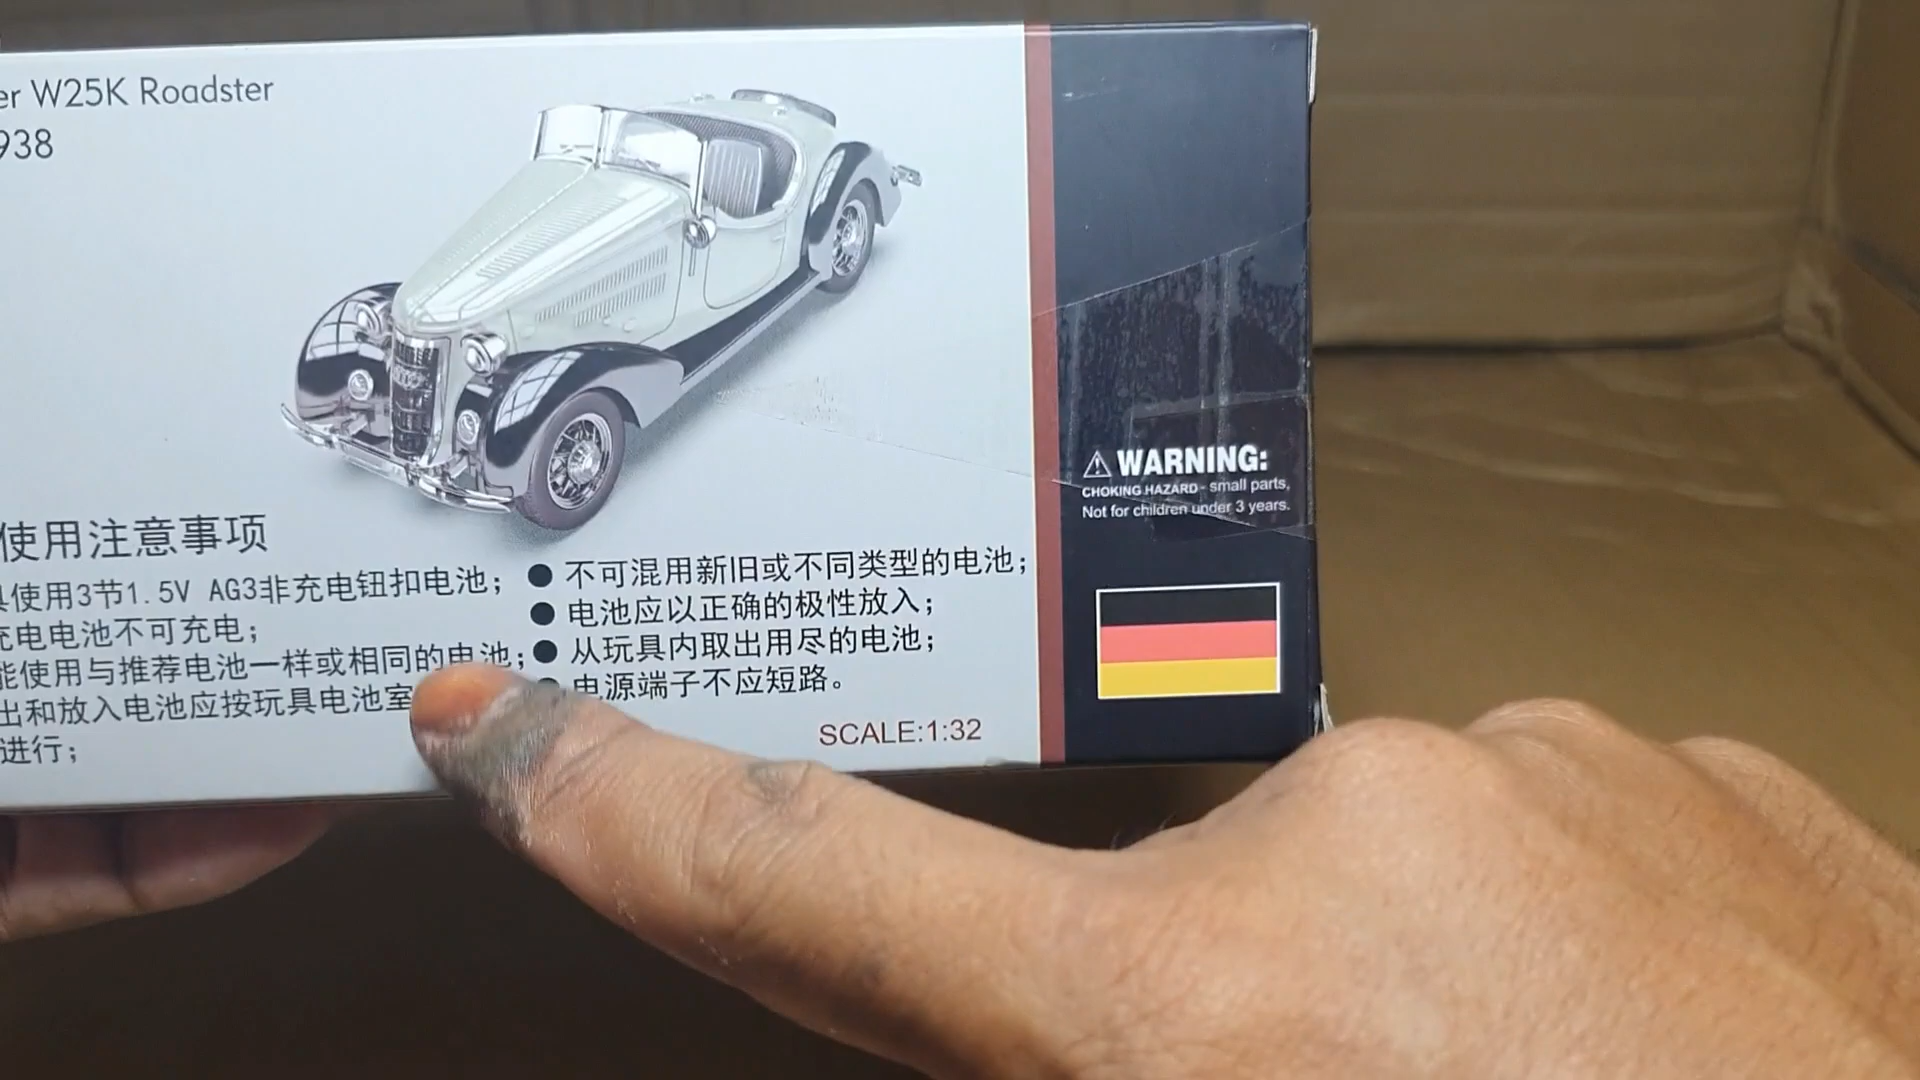 er W25K Roadster
938
使用注意事项
具使用3节1.5V AG3非充电钮扣电池;
充电电池不可充电;
能使用与推荐电池一样或相同的电池;
出和放入电池应按玩具电池室
进行;
● 不可混用新旧或不同类型的电池;
● 电池应以正确的极性放入;
● 从玩具内取出用尽的电池;
● 电源端子不应短路。
SCALE:1:32
WARNING:
CHOKING HAZARD - small parts,
Not for children under 3 years.